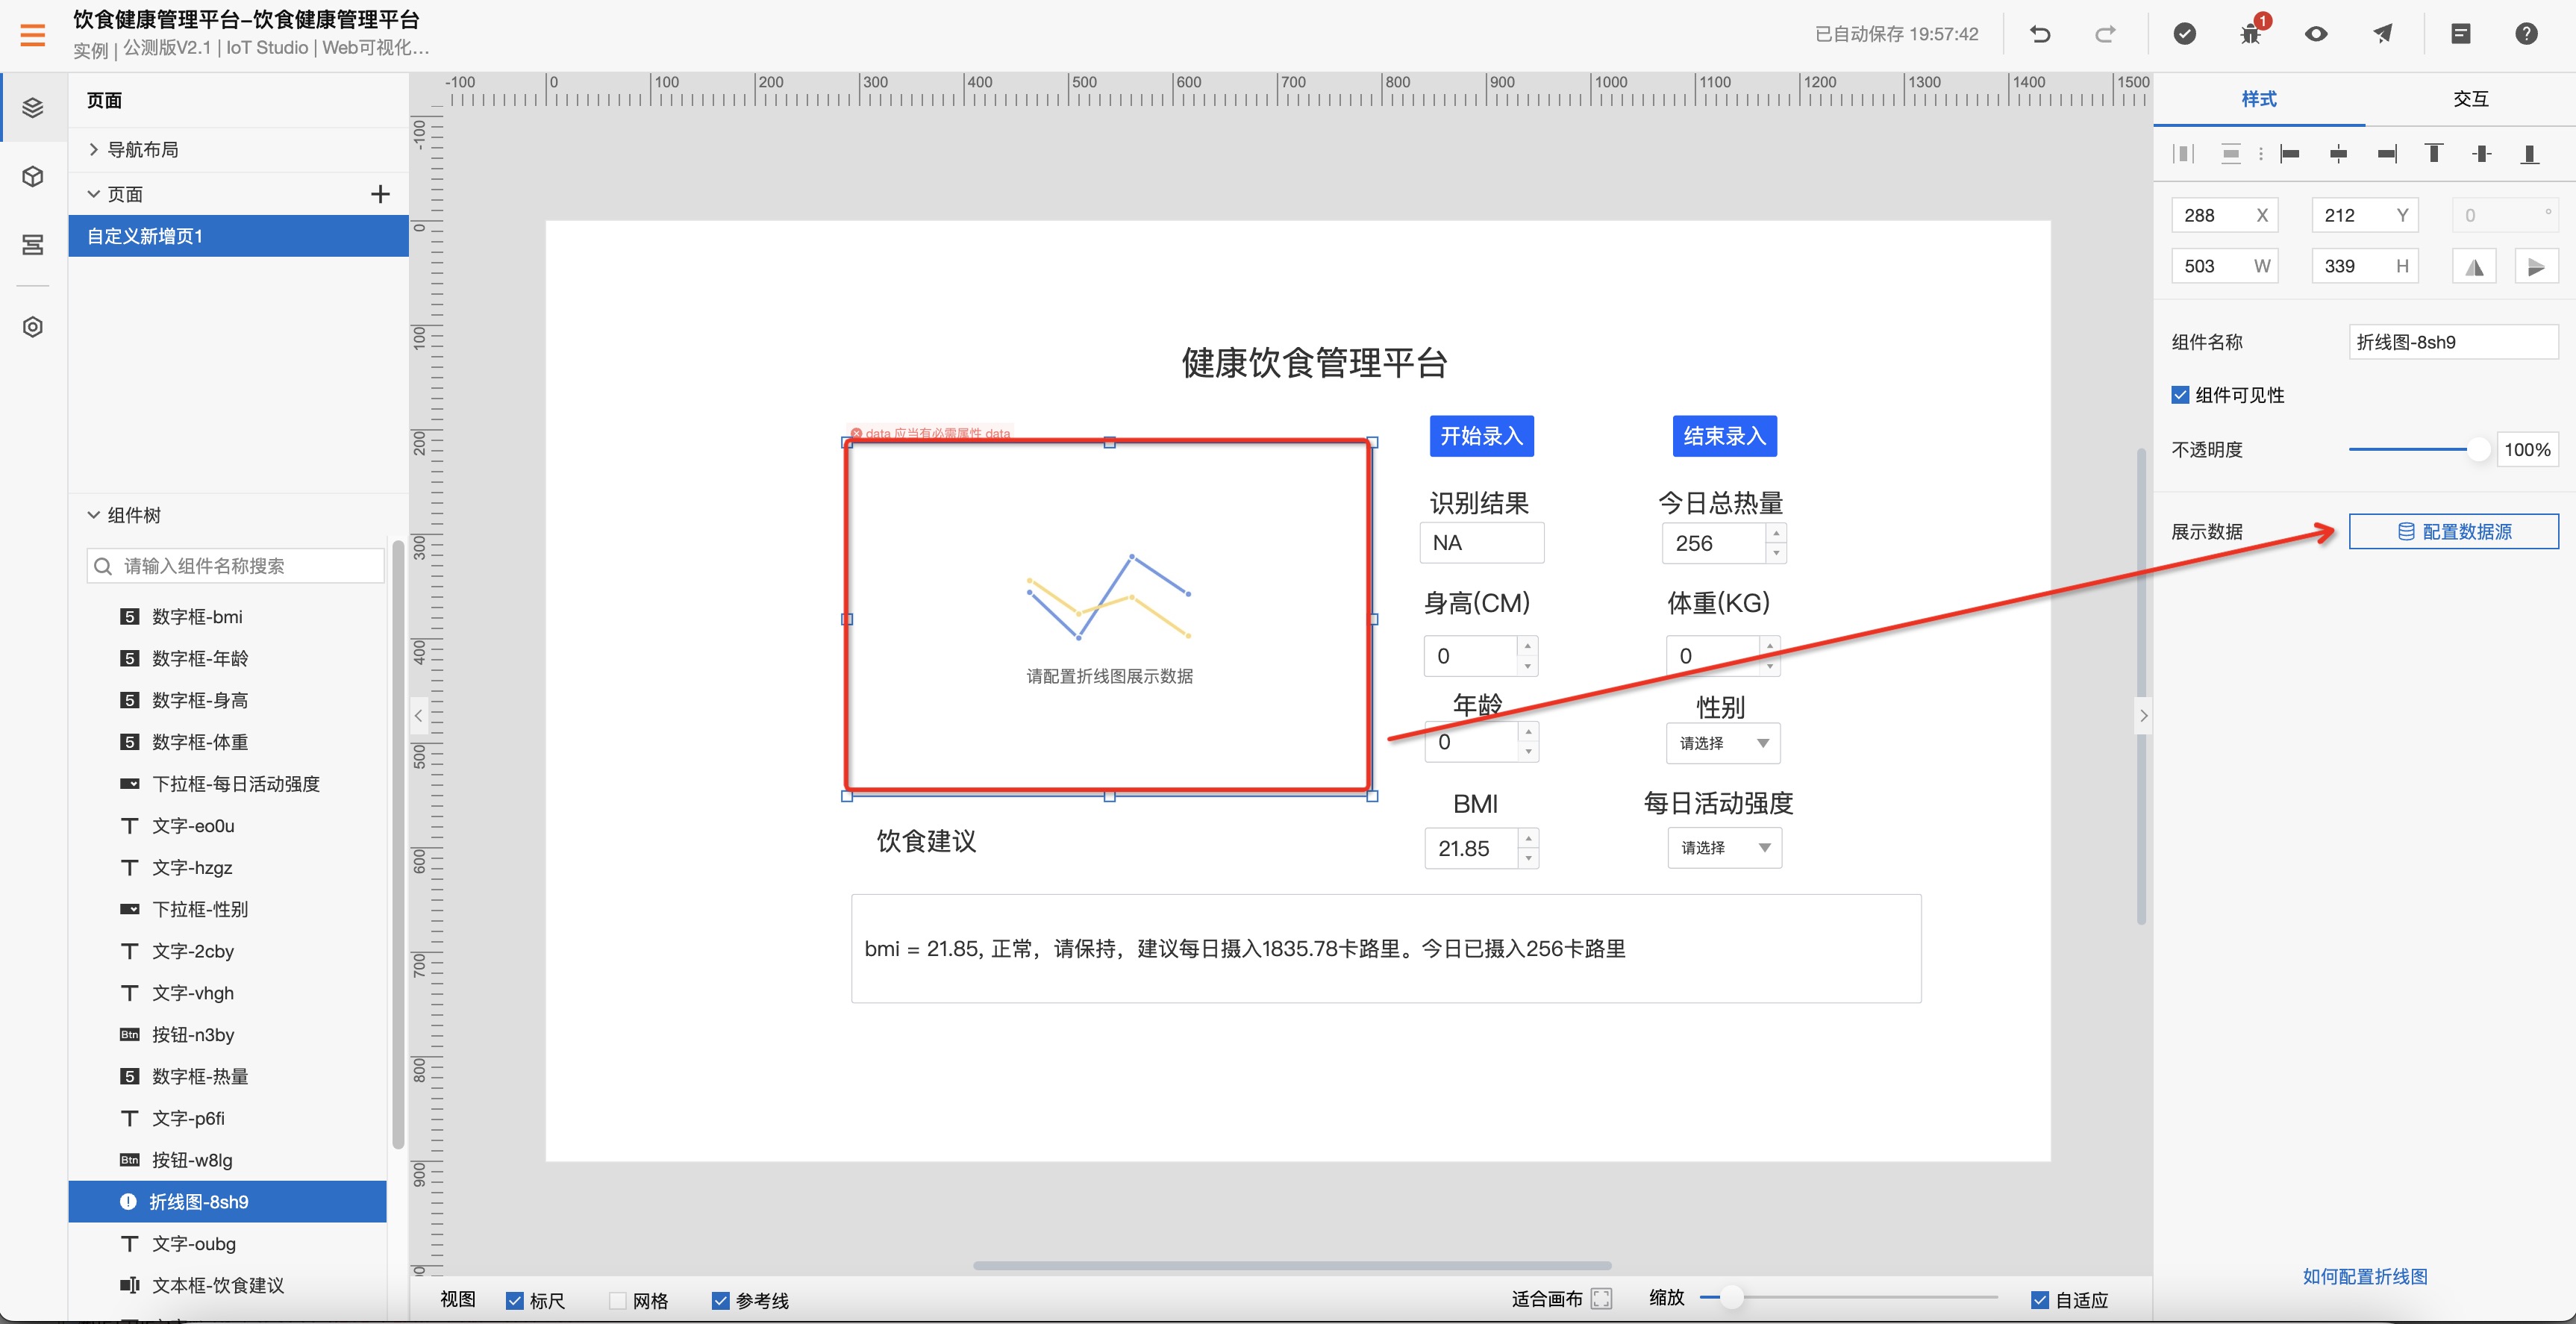 饮食健康管理平台–饮食健康管理平台
实例 | 公测版V2.1 | IoT Studio | Web可视化...
已自动保存 19:57:42
1
页面
导航布局
页面
自定义新增页1
组件树
请输入组件名称搜索
5 数字框-bmi
5 数字框-年龄
5 数字框-身高
5 数字框-体重
下拉框-每日活动强度
T 文字-eo0u
T 文字-hzgz
下拉框-性别
T 文字-2cby
T 文字-vhgh
Btn 按钮-n3by
5 数字框-热量
T 文字-p6fi
Btn 按钮-w8lg
折线图-8sh9
T 文字-oubg
文本框-饮食建议
-100 0 100 200 300 400 500 600 700 800 900 1000 1100 1200 1300 1400 1500
-100
0
100
200
300
400
500
600
700
800
900
健康饮食管理平台
data 应当有必需属性 data
请配置折线图展示数据
开始录入 结束录入
识别结果 今日总热量
NA 256
身高(CM) 体重(KG)
0 0
年龄 性别
0 请选择
BMI 每日活动强度
21.85 请选择
饮食建议
bmi = 21.85, 正常，请保持，建议每日摄入1835.78卡路里。今日已摄入256卡路里
视图 标尺 网格 参考线 适合画布 缩放 自适应
样式 交互
288 X 212 Y 0 °
503 W 339 H
组件名称 折线图-8sh9
组件可见性
不透明度 100%
展示数据 配置数据源
如何配置折线图